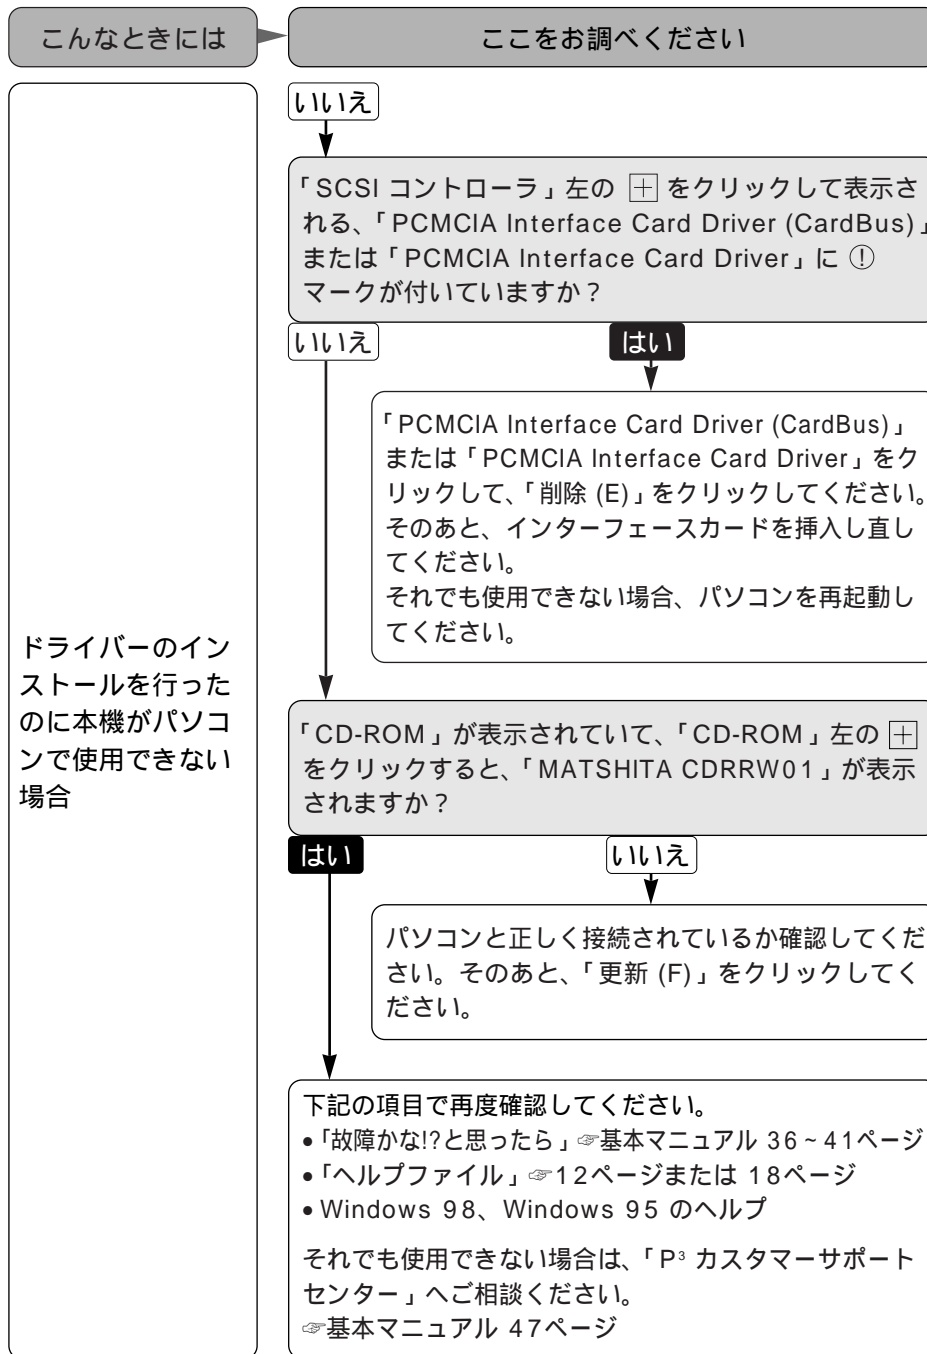 こんなときには
ここをお調べください
ドライバーのイン
ストールを行った
のに本機がパソコ
ンで使用できない
場合
いいえ
「SCSI コントローラ」左の ＋ をクリックして表示さ
れる、「PCMCIA Interface Card Driver (CardBus)」
または「PCMCIA Interface Card Driver」に ! 
マークが付いていますか？
いいえ
はい
「PCMCIA Interface Card Driver (CardBus)」
または「PCMCIA Interface Card Driver」をク
リックして、「削除 (E)」をクリックしてください。
そのあと、インターフェースカードを挿入し直し
てください。
それでも使用できない場合、パソコンを再起動し
てください。
「CD-ROM」が表示されていて、「CD-ROM」左の ＋
をクリックすると、「MATSHITA CDRRW01」が表示
されますか？
はい
いいえ
パソコンと正しく接続されているか確認してくだ
さい。そのあと、「更新 (F)」をクリックしてく
ださい。
下記の項目で再度確認してください。
•「故障かな!?と思ったら」☞基本マニュアル 36～41ページ
•「ヘルプファイル」☞12ページまたは 18ページ
• Windows 98、Windows 95 のヘルプ
それでも使用できない場合は、「P³ カスタマーサポート
センター」へご相談ください。
☞基本マニュアル 47ページ